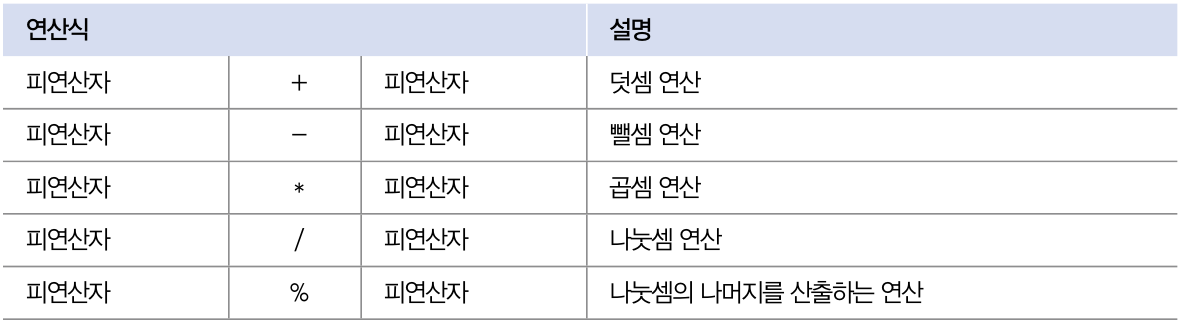 연산식 설명
피연산자 + 피연산자 덧셈 연산
피연산자 - 피연산자 뺄셈 연산
피연산자 * 피연산자 곱셈 연산
피연산자 / 피연산자 나눗셈 연산
피연산자 % 피연산자 나눗셈의 나머지를 산출하는 연산